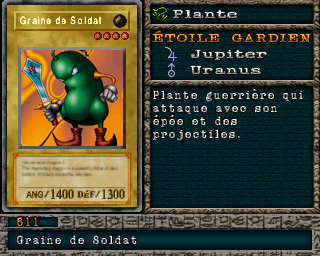 Graine de Soldat
ANG/1400 DÉF/1300
Plante
ÉTOILE GARDIEN
Jupiter
Uranus
Plante guerrière qui
attaque avec son
épée et des
projectiles.
511
Graine de Soldat